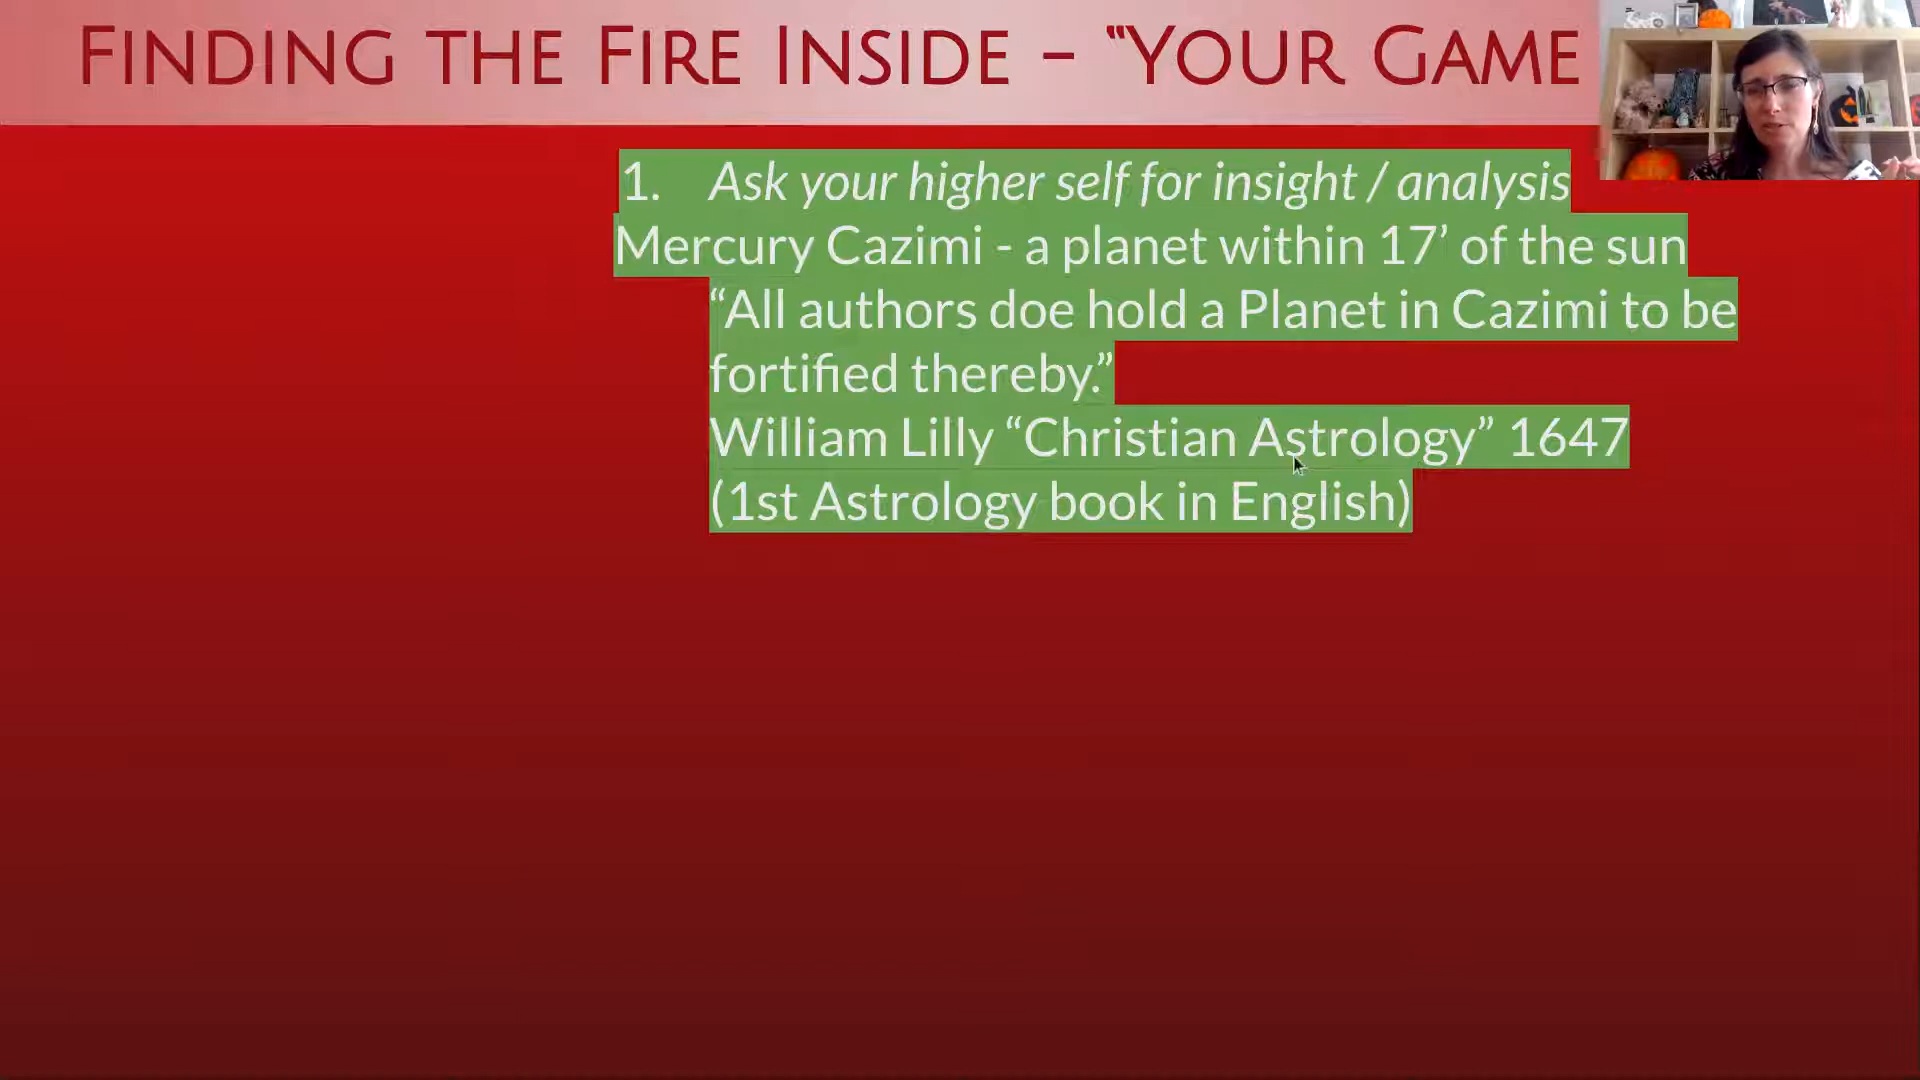 FINDING THE FIRE INSIDE – “YOUR GAME
1. Ask your higher self for insight / analysis
Mercury Cazimi - a planet within 17’ of the sun
“All authors doe hold a Planet in Cazimi to be
fortified thereby.”
William Lilly “Christian Astrology” 1647
(1st Astrology book in English)